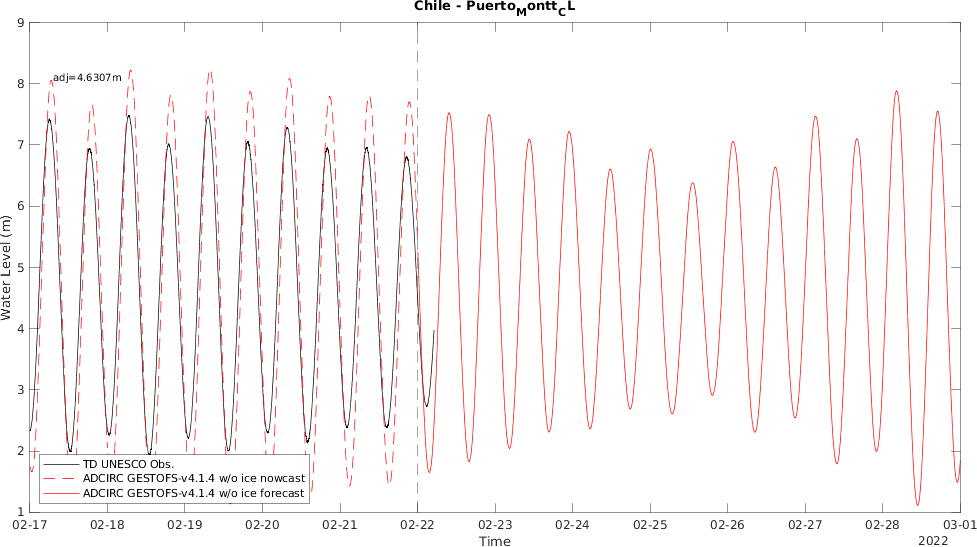 Chile - Puerto_Montt_CL
9
adj=4.6307m
8
7
6
5
4
3
2
1
Water Level (m)
TD UNESCO Obs.
ADCIRC GESTOFS-v4.1.4 w/o ice nowcast
ADCIRC GESTOFS-v4.1.4 w/o ice forecast
02-17 02-18 02-19 02-20 02-21 02-22 02-23 02-24 02-25 02-26 02-27 02-28 03-01
Time
2022